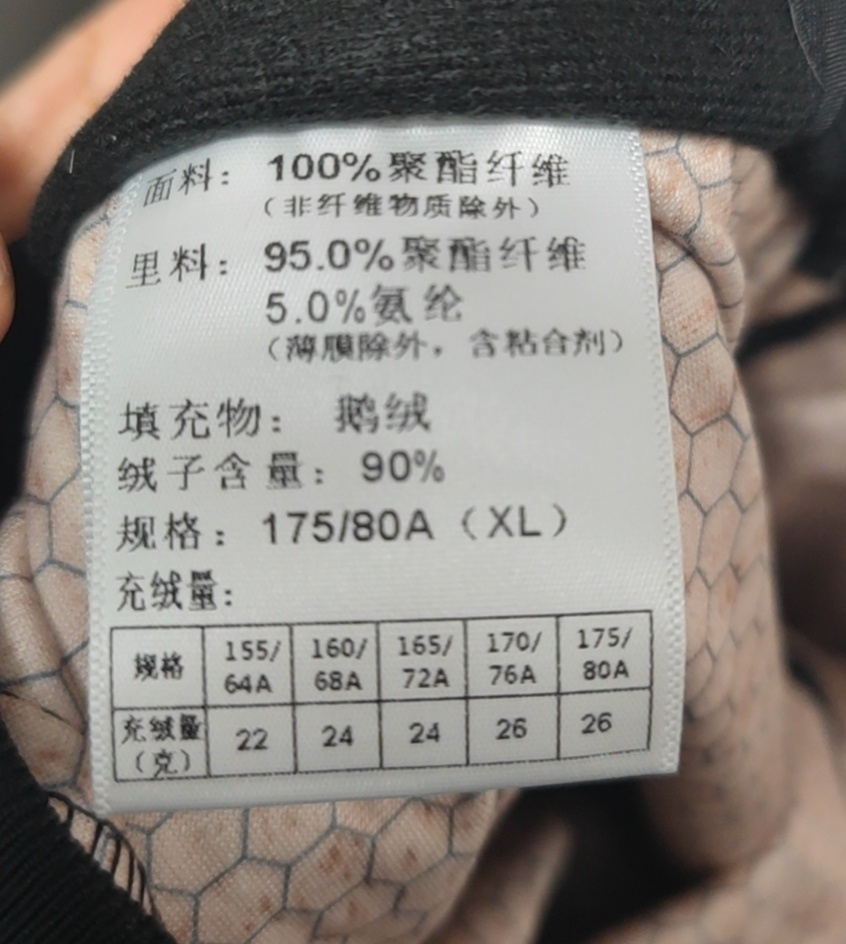 面料：100%聚酯纤维
（非纤维物质除外）
里料：95.0%聚酯纤维
5.0%氨纶
（薄膜除外，含粘合剂）
填充物：鹅绒
绒子含量：90%
规格：175/80A（XL）
充绒量：
规格 155/64A 160/68A 165/72A 170/76A 175/80A
充绒量（克） 22 24 24 26 26